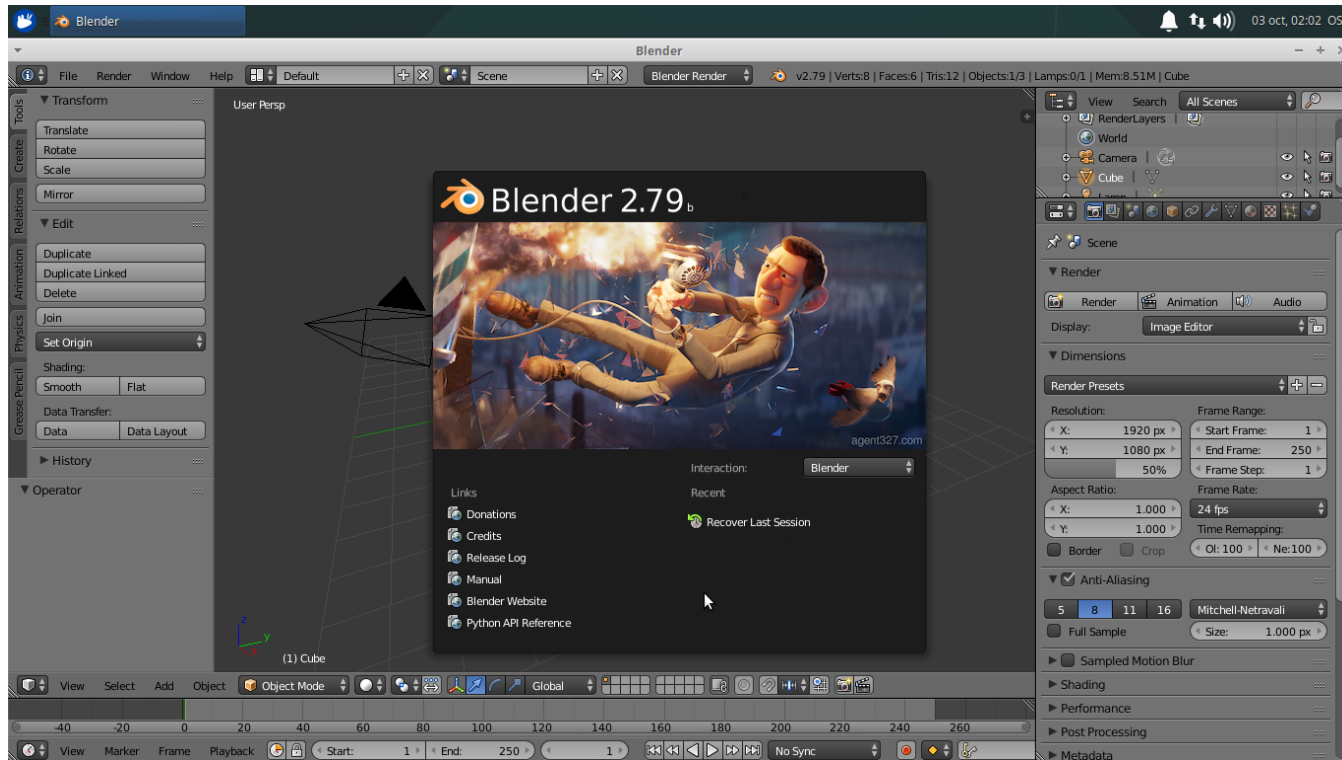 Blender
03 oct, 02:02 OS
Blender
File Render Window Help Default Scene Blender Render v2.79 | Verts:8 | Faces:6 | Tris:12 | Objects:1/3 | Lamps:0/1 | Mem:8.51M | Cube
Tools
Create
Relations
Animation
Physics
Grease Pencil
Transform
Translate
Rotate
Scale
Mirror
Edit
Duplicate
Duplicate Linked
Delete
Join
Set Origin
Shading:
Smooth Flat
Data Transfer:
Data Data Layout
History
Operator
User Persp
Blender 2.79 b
agent327.com
Interaction: Blender
Links
Donations
Credits
Release Log
Manual
Blender Website
Python API Reference
Recent
Recover Last Session
z
y
x
(1) Cube
View Select Add Object Object Mode Global
-40 -20 0 20 40 60 80 100 120 140 160 180 200 220 240 260
View Marker Frame Playback Start: 1 End: 250 1 No Sync
View Search All Scenes
RenderLayers
World
Camera
Cube
Lamp
Scene
Render
Render Animation Audio
Display: Image Editor
Dimensions
Render Presets
Resolution: Frame Range:
X: 1920 px Start Frame: 1
Y: 1080 px End Frame: 250
50% Frame Step: 1
Aspect Ratio: Frame Rate:
X: 1.000 24 fps
Y: 1.000 Time Remapping:
Border Crop Ol: 100 Ne:100
Anti-Aliasing
5 8 11 16 Mitchell-Netravali
Full Sample Size: 1.000 px
Sampled Motion Blur
Shading
Performance
Post Processing
Metadata